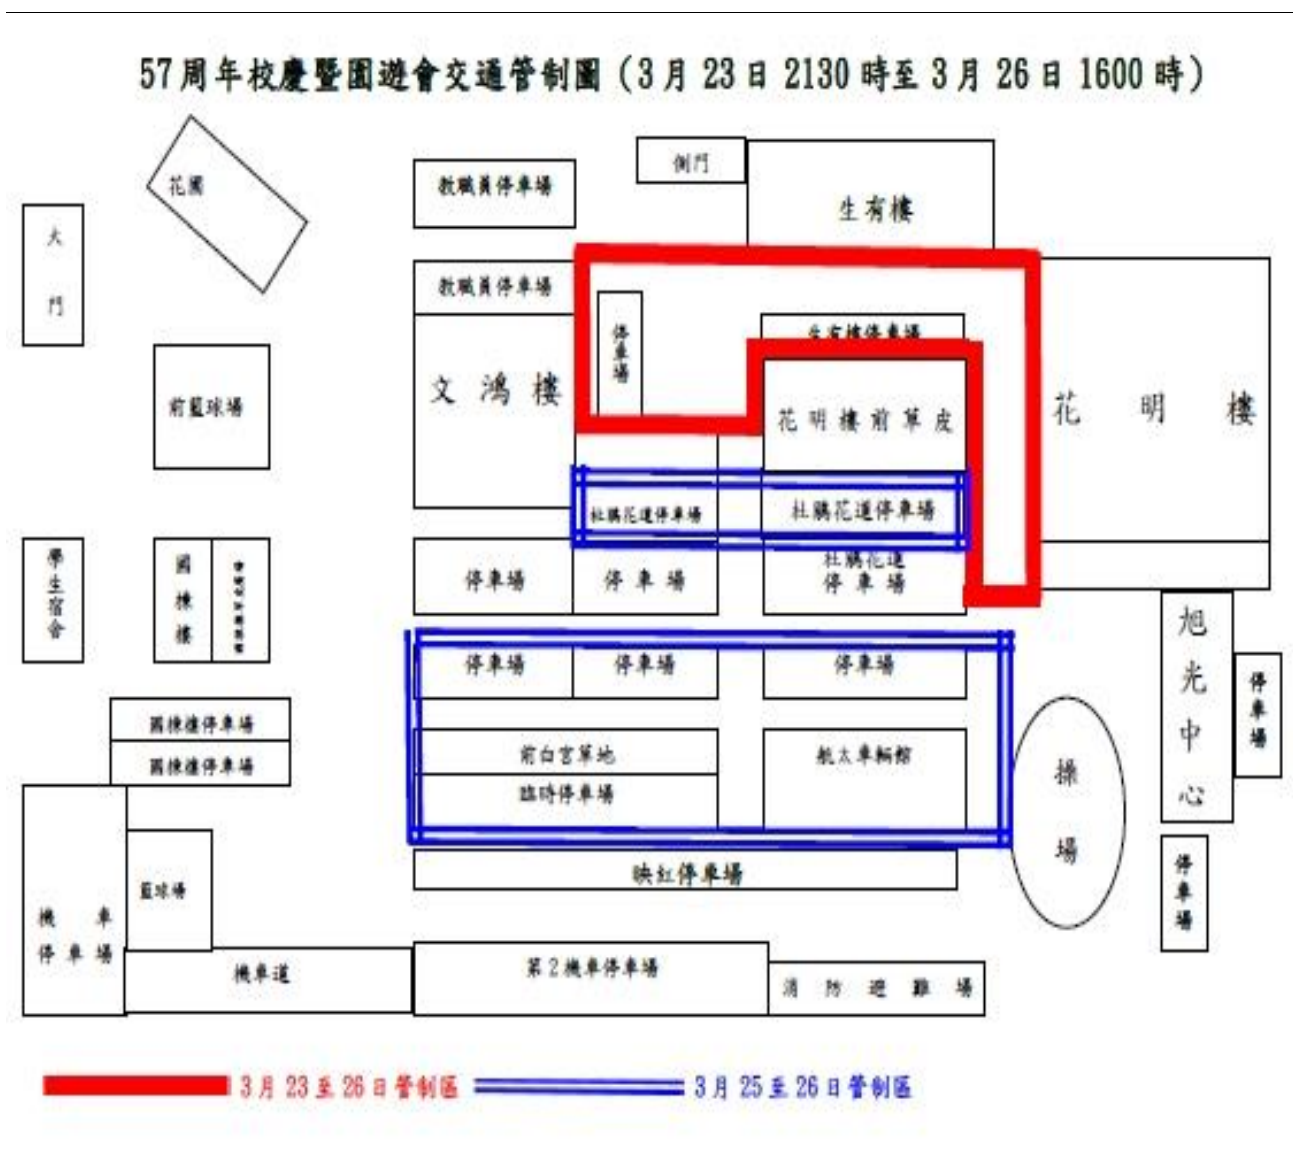 57周年校慶暨園遊會交通管制圖（3月23日2130時至3月26日1600時）
花園
大門
教職員停車場
側門
生有樓
教職員停車場
停車場
生有樓停車場
文鴻樓
前籃球場
花明樓前草皮
花明樓
杜鵑花道停車場
杜鵑花道停車場
學生宿舍
國棟樓
停車場
停車場
杜鵑花道
停車場
旭光中心
停車場
停車場
停車場
停車場
國棟樓停車場
國棟樓停車場
前白宮草地
臨時停車場
航太車輛館
操場
映紅停車場
停車場
籃球場
機車
停車場
機車道
第2機車停車場
消防避難場
3月23至26日管制區
3月25至26日管制區